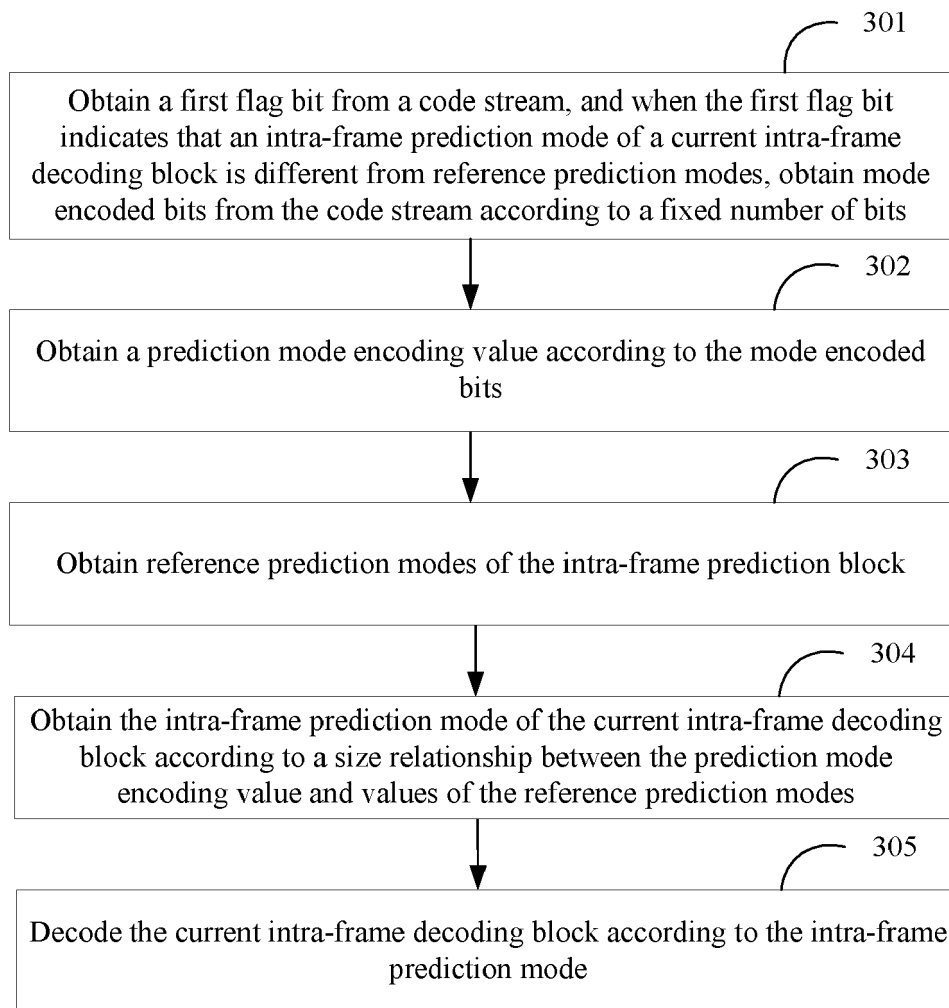 301
Obtain a first flag bit from a code stream, and when the first flag bit
indicates that an intra-frame prediction mode of a current intra-frame
decoding block is different from reference prediction modes, obtain mode
encoded bits from the code stream according to a fixed number of bits
302
Obtain a prediction mode encoding value according to the mode encoded
bits
303
Obtain reference prediction modes of the intra-frame prediction block
304
Obtain the intra-frame prediction mode of the current intra-frame decoding
block according to a size relationship between the prediction mode
encoding value and values of the reference prediction modes
305
Decode the current intra-frame decoding block according to the intra-frame
prediction mode